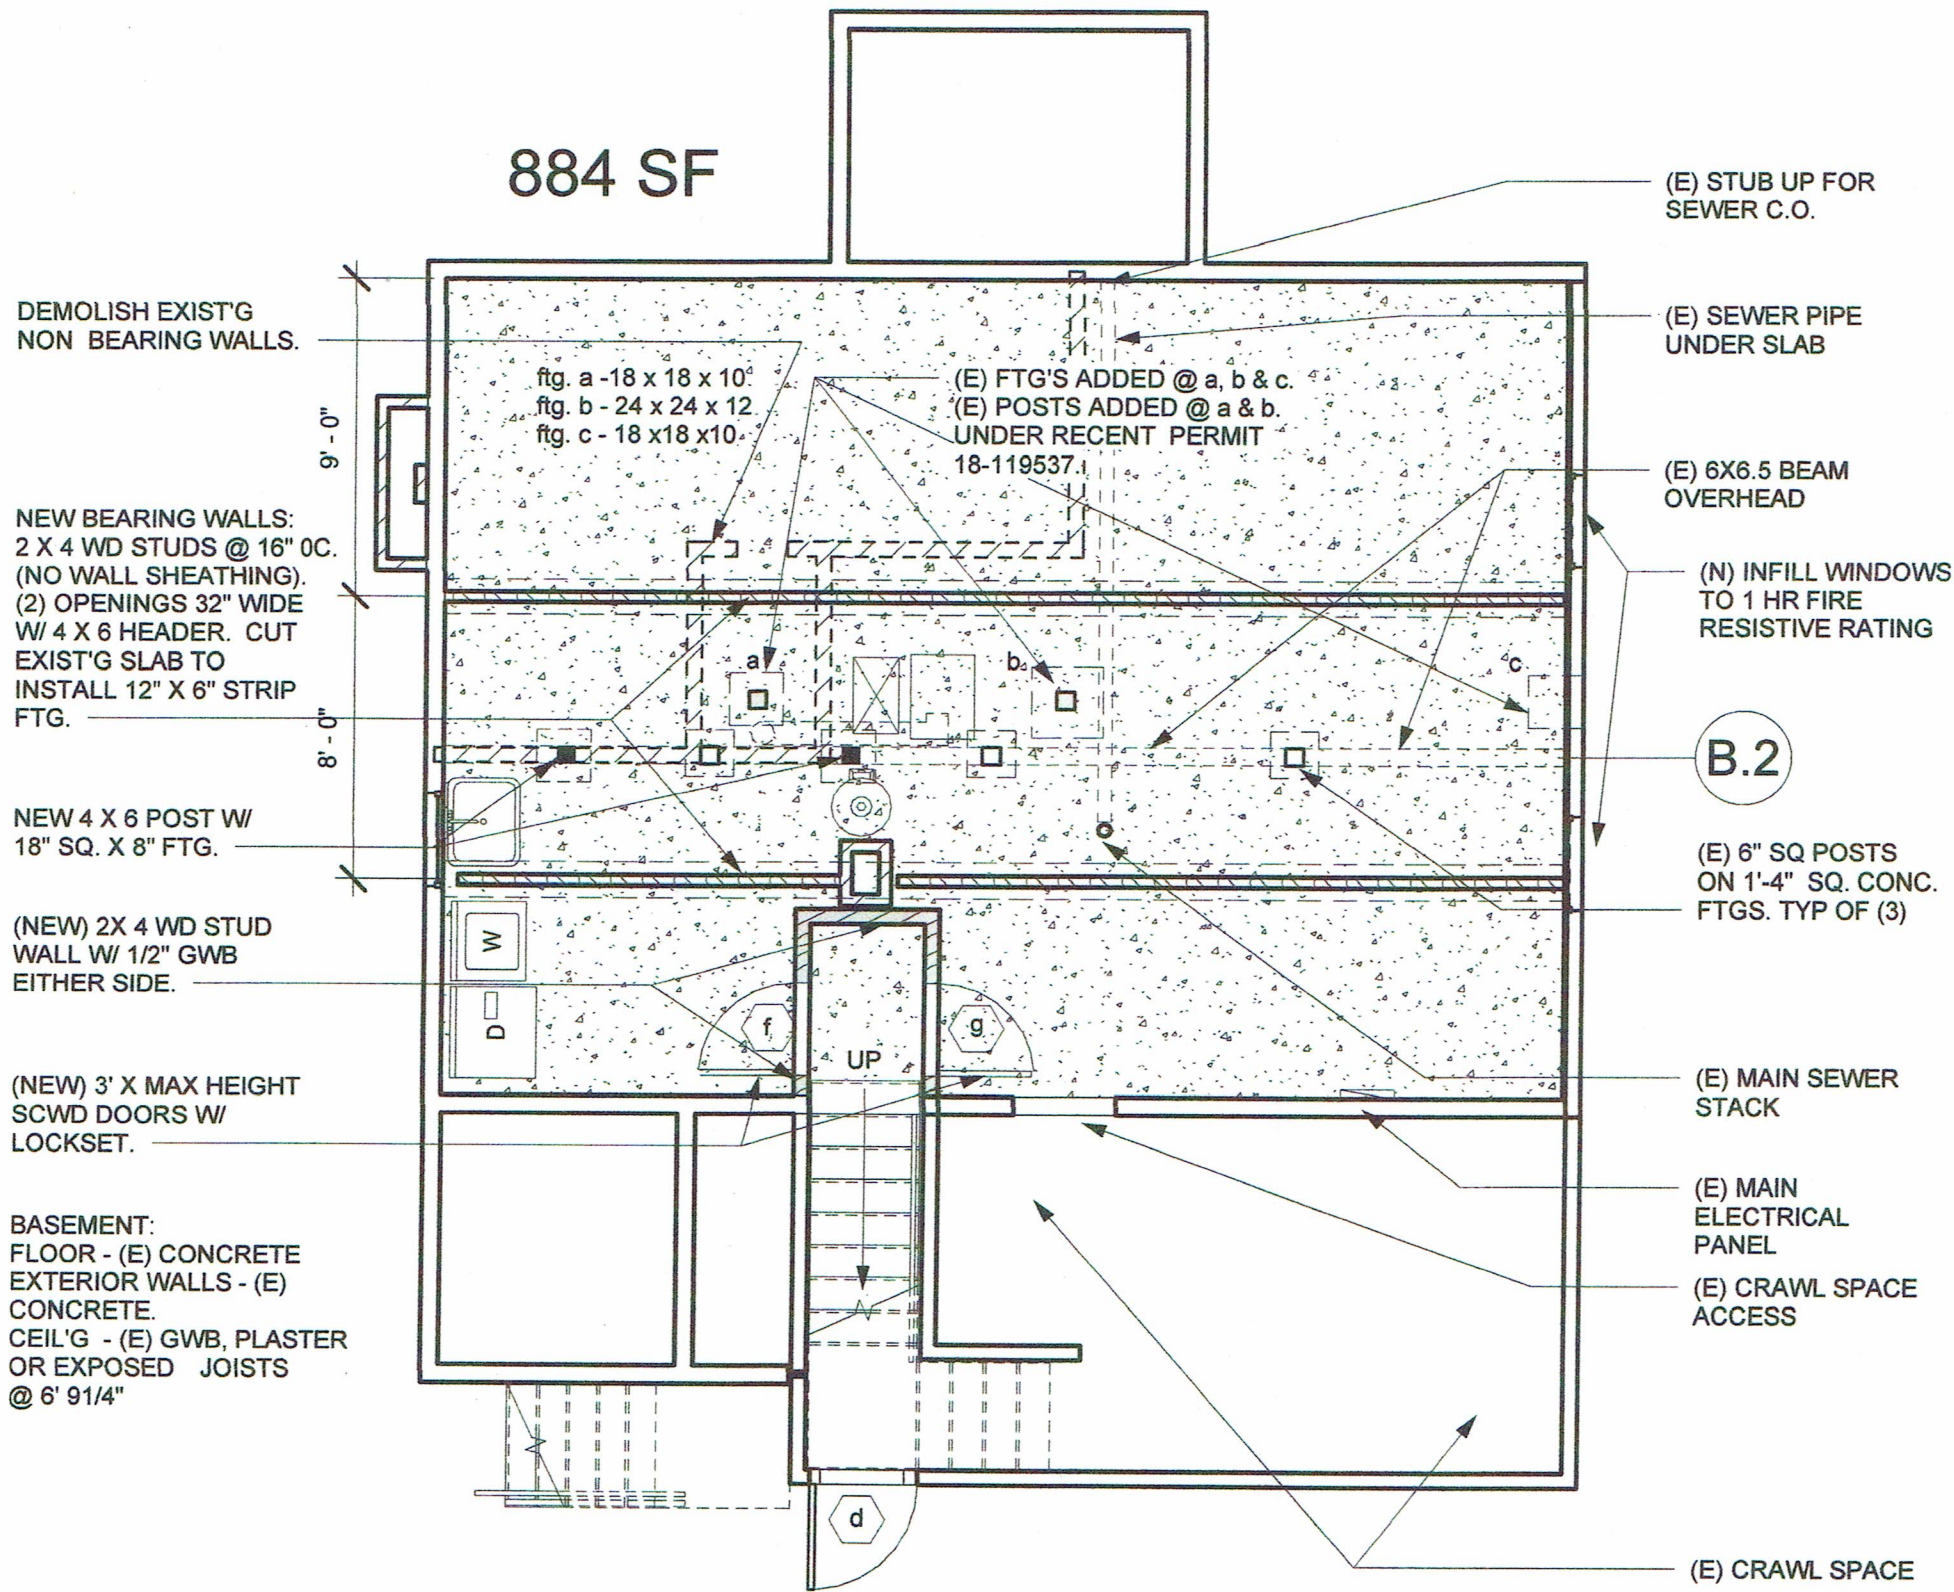 884 SF
(E) STUB UP FOR
SEWER C.O.
DEMOLISH EXIST'G
NON BEARING WALLS.
(E) SEWER PIPE
UNDER SLAB
ftg. a -18 x 18 x 10
ftg. b - 24 x 24 x 12
ftg. c - 18 x18 x10
(E) FTG'S ADDED @ a, b & c.
(E) POSTS ADDED @ a & b.
UNDER RECENT PERMIT
18-119537.
9' - 0"
(E) 6X6.5 BEAM
OVERHEAD
NEW BEARING WALLS:
2 X 4 WD STUDS @ 16" 0C.
(NO WALL SHEATHING).
(2) OPENINGS 32" WIDE
W/ 4 X 6 HEADER. CUT
EXIST'G SLAB TO
INSTALL 12" X 6" STRIP
FTG.
(N) INFILL WINDOWS
TO 1 HR FIRE
RESISTIVE RATING
a
b
c
8' - 0"
B.2
NEW 4 X 6 POST W/
18" SQ. X 8" FTG.
(E) 6" SQ POSTS
ON 1'-4" SQ. CONC.
FTGS. TYP OF (3)
(NEW) 2X 4 WD STUD
WALL W/ 1/2" GWB
EITHER SIDE.
W
D
f
g
UP
(NEW) 3' X MAX HEIGHT
SCWD DOORS W/
LOCKSET.
(E) MAIN SEWER
STACK
(E) MAIN
ELECTRICAL
PANEL
BASEMENT:
FLOOR - (E) CONCRETE
EXTERIOR WALLS - (E)
CONCRETE.
CEIL'G - (E) GWB, PLASTER
OR EXPOSED JOISTS
@ 6' 91/4"
(E) CRAWL SPACE
ACCESS
d
(E) CRAWL SPACE